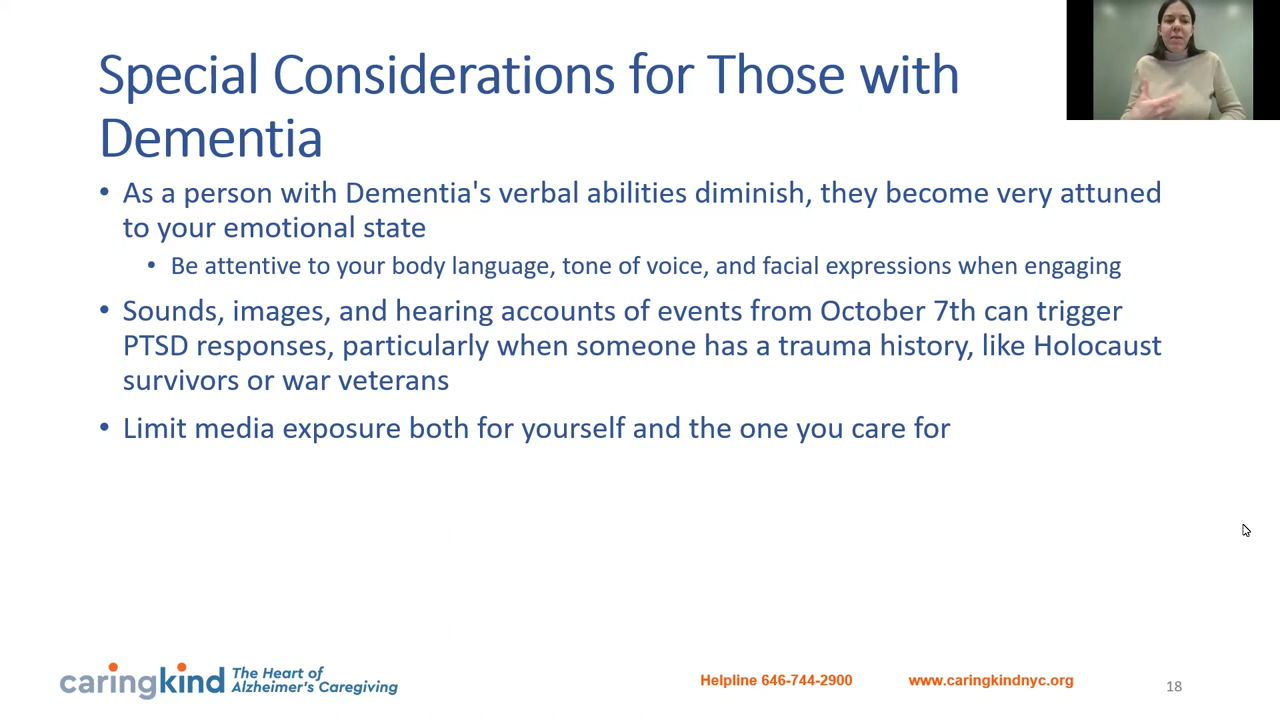 Special Considerations for Those with
Dementia
• As a person with Dementia's verbal abilities diminish, they become very attuned
to your emotional state
• Be attentive to your body language, tone of voice, and facial expressions when engaging
• Sounds, images, and hearing accounts of events from October 7th can trigger
PTSD responses, particularly when someone has a trauma history, like Holocaust
survivors or war veterans
• Limit media exposure both for yourself and the one you care for
caringkind
The Heart of
Alzheimer's Caregiving
Helpline 646-744-2900
www.caringkindnyc.org
18